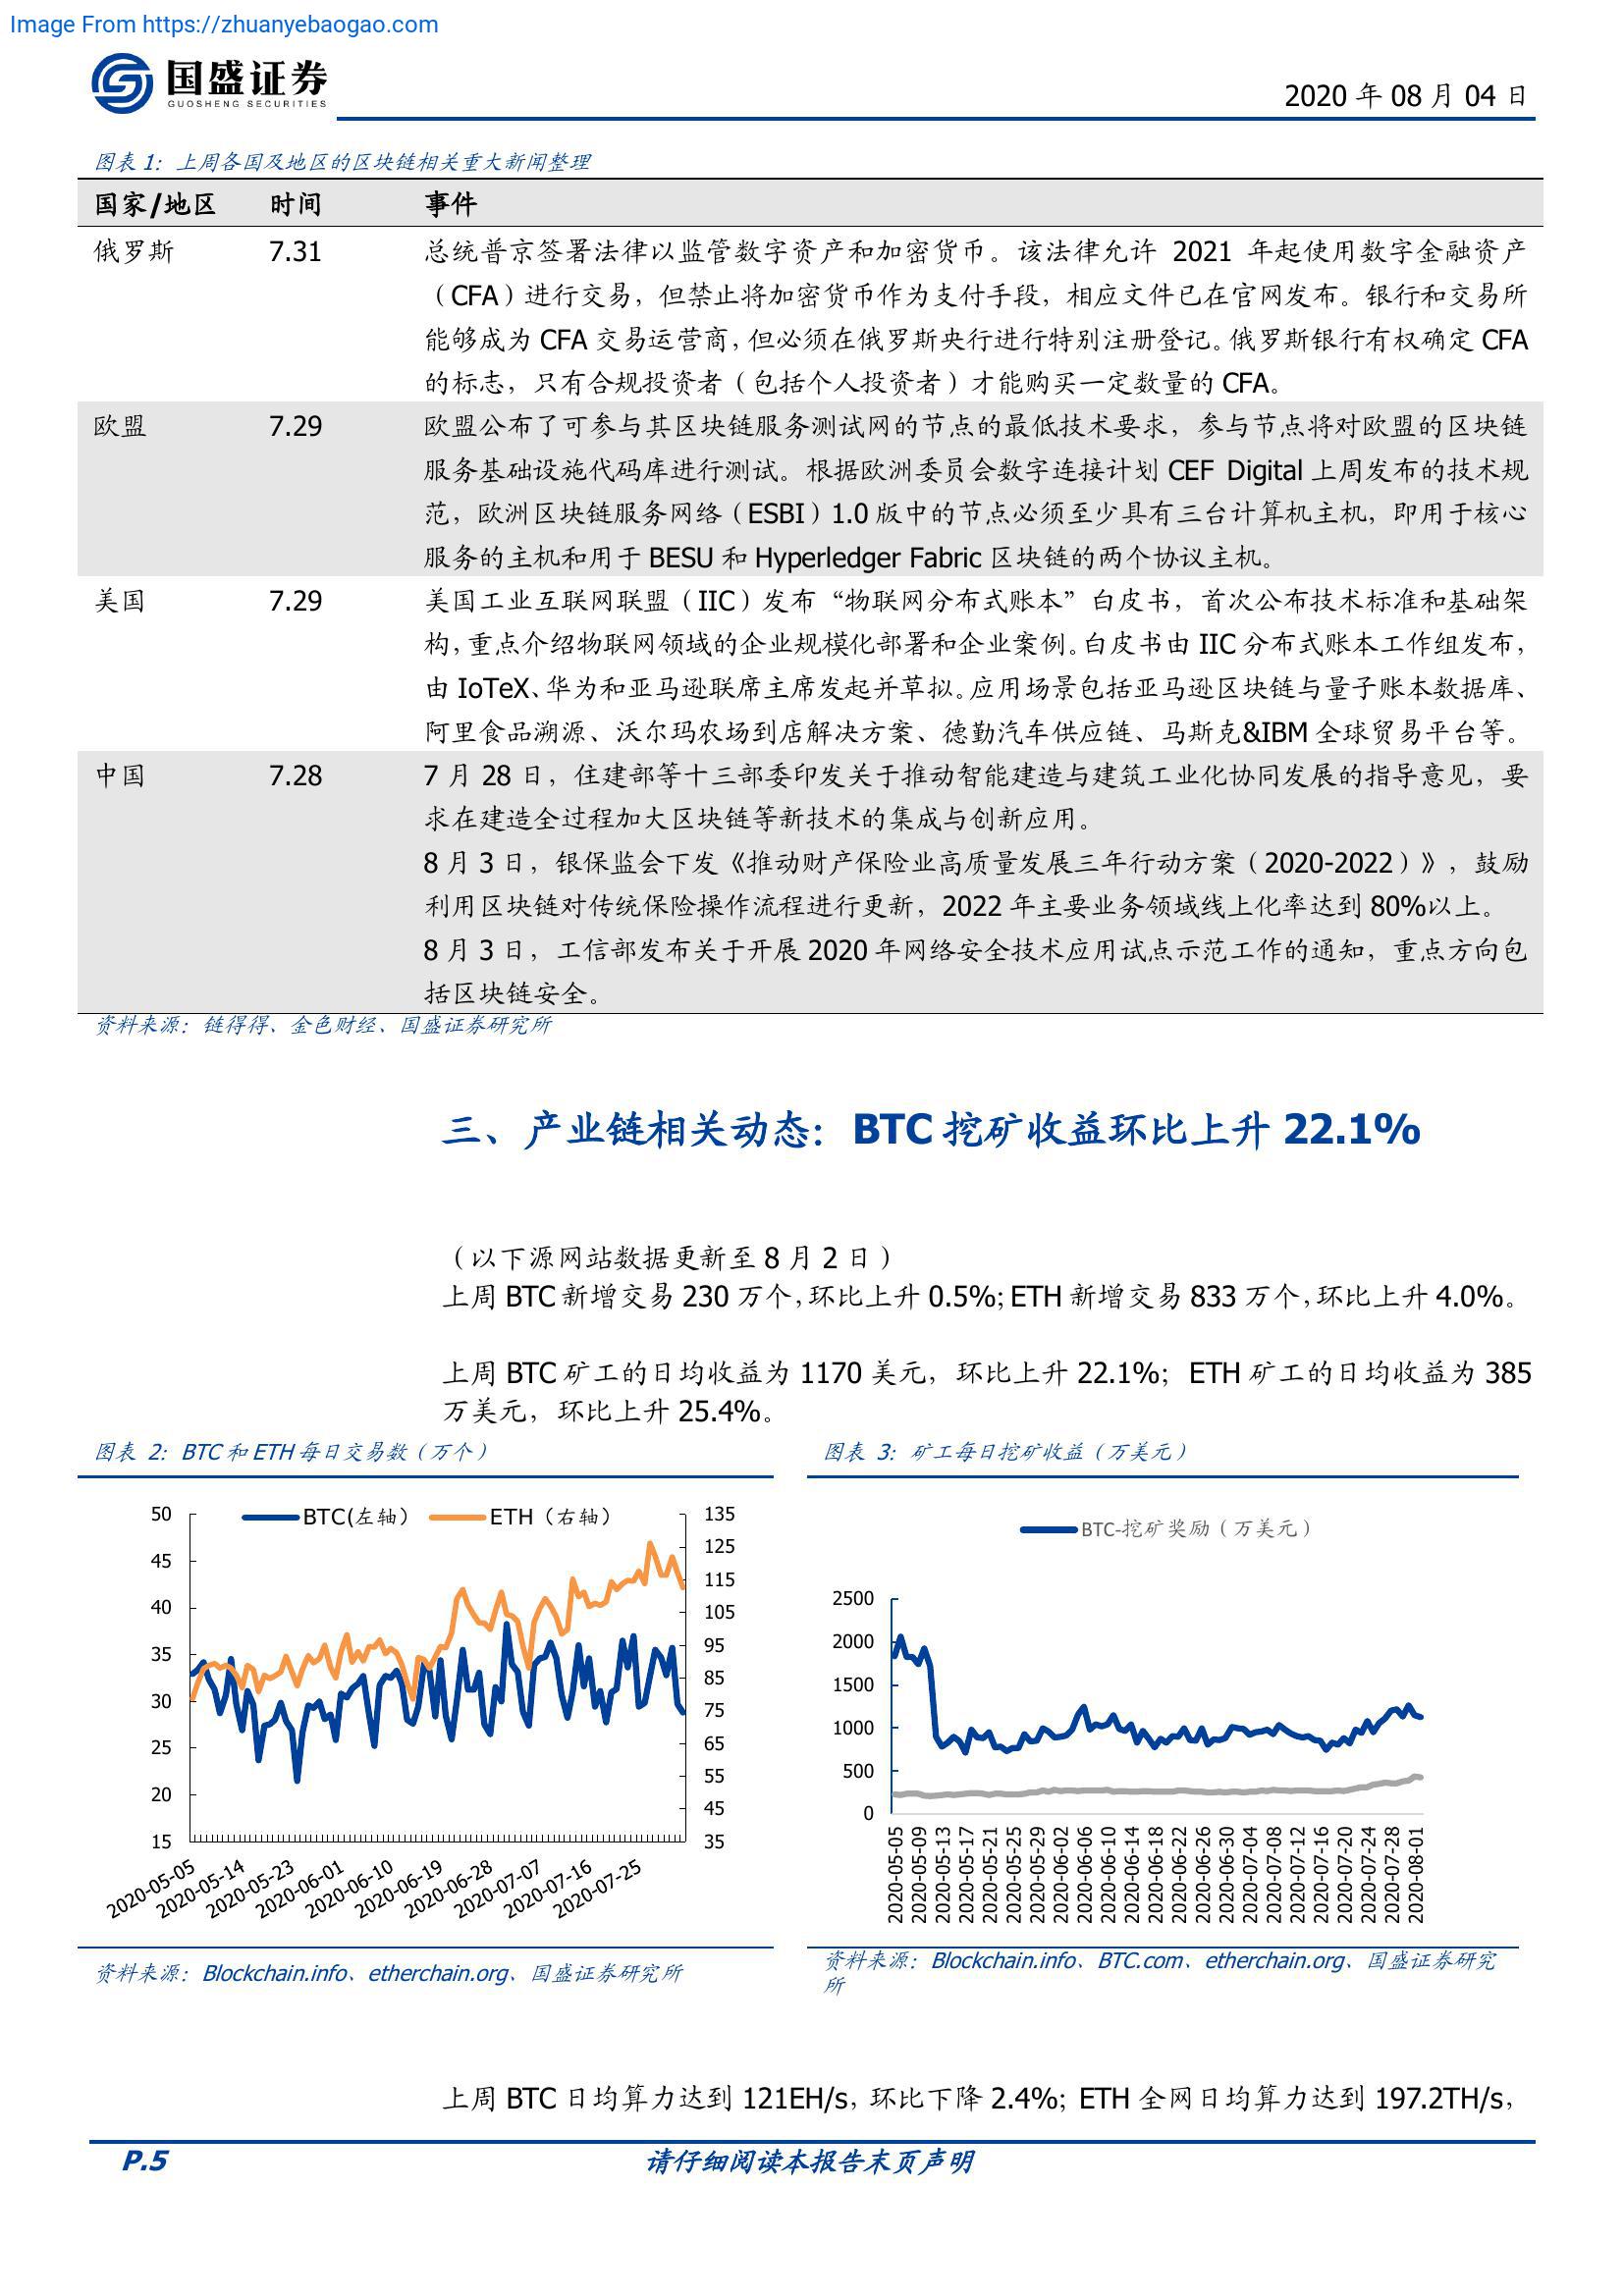 Image From https://zhuanyebaogao.com
国盛证券
GUOSHENG SECURITIES
2020 年 08 月 04 日
图表 1：上周各国及地区的区块链相关重大新闻整理
国家/地区 时间 事件
俄罗斯 7.31 总统普京签署法律以监管数字资产和加密货币。该法律允许 2021 年起使用数字金融资产
（CFA）进行交易，但禁止将加密货币作为支付手段，相应文件已在官网发布。银行和交易所
能够成为 CFA 交易运营商，但必须在俄罗斯央行进行特别注册登记。俄罗斯银行有权确定 CFA
的标志，只有合规投资者（包括个人投资者）才能购买一定数量的 CFA。
欧盟 7.29 欧盟公布了可参与其区块链服务测试网的节点的最低技术要求，参与节点将对欧盟的区块链
服务基础设施代码库进行测试。根据欧洲委员会数字连接计划 CEF Digital 上周发布的技术规
范，欧洲区块链服务网络（ESBI）1.0 版中的节点必须至少具有三台计算机主机，即用于核心
服务的主机和用于 BESU 和 Hyperledger Fabric 区块链的两个协议主机。
美国 7.29 美国工业互联网联盟（IIC）发布“物联网分布式账本”白皮书，首次公布技术标准和基础架
构，重点介绍物联网领域的企业规模化部署和企业案例。白皮书由 IIC 分布式账本工作组发布，
由 IoTeX、华为和亚马逊联席主席发起并草拟。应用场景包括亚马逊区块链与量子账本数据库、
阿里食品溯源、沃尔玛农场到店解决方案、德勤汽车供应链、马斯克&IBM 全球贸易平台等。
中国 7.28 7 月 28 日，住建部等十三部委印发关于推动智能建造与建筑工业化协同发展的指导意见，要
求在建造全过程加大区块链等新技术的集成与创新应用。
8 月 3 日，银保监会下发《推动财产保险业高质量发展三年行动方案（2020-2022）》，鼓励
利用区块链对传统保险操作流程进行更新，2022 年主要业务领域线上化率达到 80%以上。
8 月 3 日，工信部发布关于开展 2020 年网络安全技术应用试点示范工作的通知，重点方向包
括区块链安全。
资料来源：链得得、金色财经、国盛证券研究所
三、产业链相关动态：BTC 挖矿收益环比上升 22.1%
（以下源网站数据更新至 8 月 2 日）
上周 BTC 新增交易 230 万个，环比上升 0.5%；ETH 新增交易 833 万个，环比上升 4.0%。
上周 BTC 矿工的日均收益为 1170 美元，环比上升 22.1%；ETH 矿工的日均收益为 385
万美元，环比上升 25.4%。
图表 2：BTC 和 ETH 每日交易数（万个）
BTC(左轴） ETH（右轴）
50
45
40
35
30
25
20
15
135
125
115
105
95
85
75
65
55
45
35
2020-05-05
2020-05-14
2020-05-23
2020-06-01
2020-06-10
2020-06-19
2020-06-28
2020-07-07
2020-07-16
2020-07-25
资料来源：Blockchain.info、etherchain.org、国盛证券研究所
图表 3：矿工每日挖矿收益（万美元）
BTC-挖矿奖励（万美元）
2500
2000
1500
1000
500
0
2020-05-05
2020-05-09
2020-05-13
2020-05-17
2020-05-21
2020-05-25
2020-05-29
2020-06-02
2020-06-06
2020-06-10
2020-06-14
2020-06-18
2020-06-22
2020-06-26
2020-06-30
2020-07-04
2020-07-08
2020-07-12
2020-07-16
2020-07-20
2020-07-24
2020-07-28
2020-08-01
资料来源：Blockchain.info、BTC.com、etherchain.org、国盛证券研究
所
上周 BTC 日均算力达到 121EH/s，环比下降 2.4%；ETH 全网日均算力达到 197.2TH/s，
P.5 请仔细阅读本报告末页声明